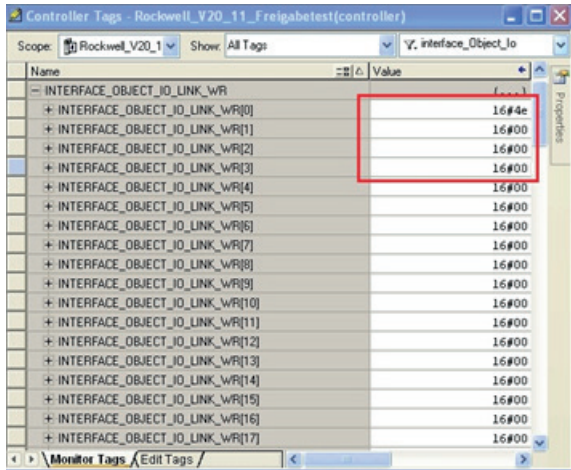 Controller Tags - Rockwell_V20_11_Freigabetest(controller)
Scope: Rockwell_V20_1 Show: All Tags interface_Object_Io
Name Value
INTERFACE_OBJECT_IO_LINK_WR {...}
INTERFACE_OBJECT_IO_LINK_WR[0] 16#4e
INTERFACE_OBJECT_IO_LINK_WR[1] 16#00
INTERFACE_OBJECT_IO_LINK_WR[2] 16#00
INTERFACE_OBJECT_IO_LINK_WR[3] 16#00
INTERFACE_OBJECT_IO_LINK_WR[4] 16#00
INTERFACE_OBJECT_IO_LINK_WR[5] 16#00
INTERFACE_OBJECT_IO_LINK_WR[6] 16#00
INTERFACE_OBJECT_IO_LINK_WR[7] 16#00
INTERFACE_OBJECT_IO_LINK_WR[8] 16#00
INTERFACE_OBJECT_IO_LINK_WR[9] 16#00
INTERFACE_OBJECT_IO_LINK_WR[10] 16#00
INTERFACE_OBJECT_IO_LINK_WR[11] 16#00
INTERFACE_OBJECT_IO_LINK_WR[12] 16#00
INTERFACE_OBJECT_IO_LINK_WR[13] 16#00
INTERFACE_OBJECT_IO_LINK_WR[14] 16#00
INTERFACE_OBJECT_IO_LINK_WR[15] 16#00
INTERFACE_OBJECT_IO_LINK_WR[16] 16#00
INTERFACE_OBJECT_IO_LINK_WR[17] 16#00
Monitor Tags Edit Tags
Properties